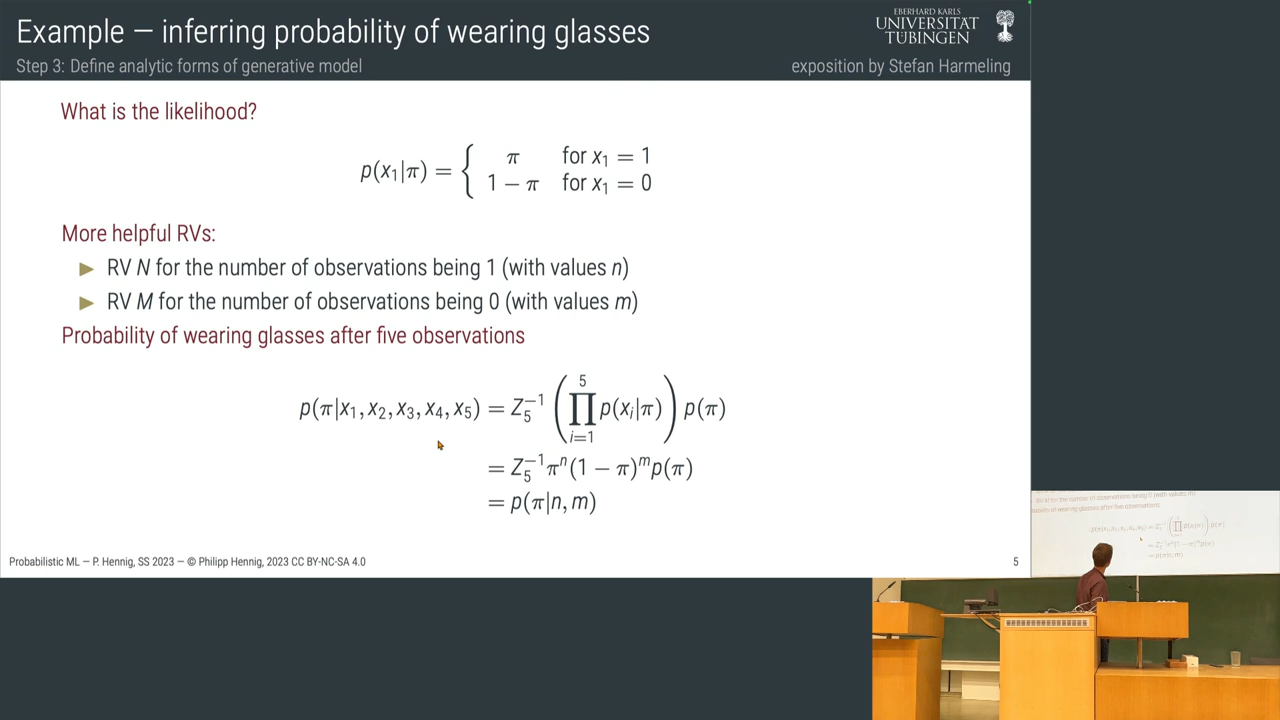 Example — inferring probability of wearing glasses
Step 3: Define analytic forms of generative model
EBERHARD KARLS
UNIVERSITÄT
TÜBINGEN
exposition by Stefan Harmeling
What is the likelihood?
p(x₁|π) = { π for x₁ = 1
1 − π for x₁ = 0
More helpful RVs:
▶ RV N for the number of observations being 1 (with values n)
▶ RV M for the number of observations being 0 (with values m)
Probability of wearing glasses after five observations
p(π|x₁, x₂, x₃, x₄, x₅) = Z₅⁻¹ (∏ᵢ₌₁⁵ p(xᵢ|π)) p(π)
= Z₅⁻¹ πⁿ(1 − π)ᵐp(π)
= p(π|n, m)
Probabilistic ML — P. Hennig, SS 2023 — © Philipp Hennig, 2023 CC BY-NC-SA 4.0
5